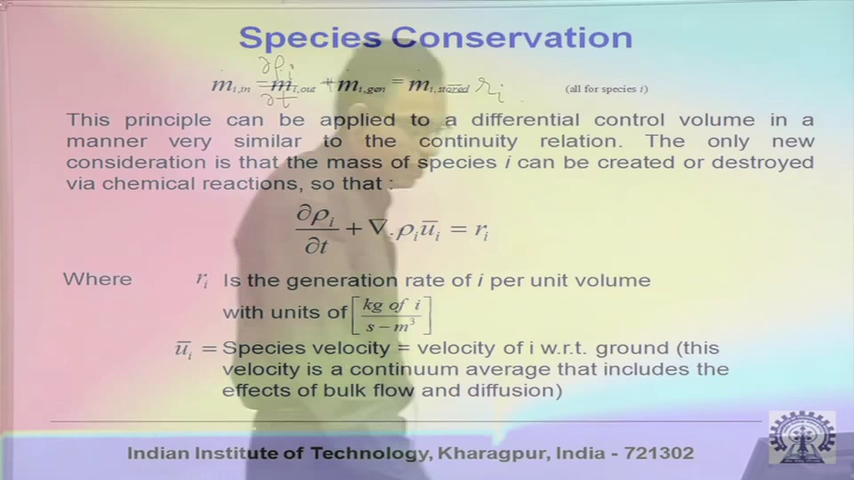 Species Conservation
∂ρi
ṁi,in = ṁi,out + ṁi,gen = ṁi,stored ri (all for species i)
∂t
This principle can be applied to a differential control volume in a
manner very similar to the continuity relation. The only new
consideration is that the mass of species i can be created or destroyed
via chemical reactions, so that :
∂ρi/∂t + ∇.ρiūi = ri
Where ri Is the generation rate of i per unit volume
with units of [kg of i / s – m³]
ūi = Species velocity = velocity of i w.r.t. ground (this
velocity is a continuum average that includes the
effects of bulk flow and diffusion)
Indian Institute of Technology, Kharagpur, India - 721302